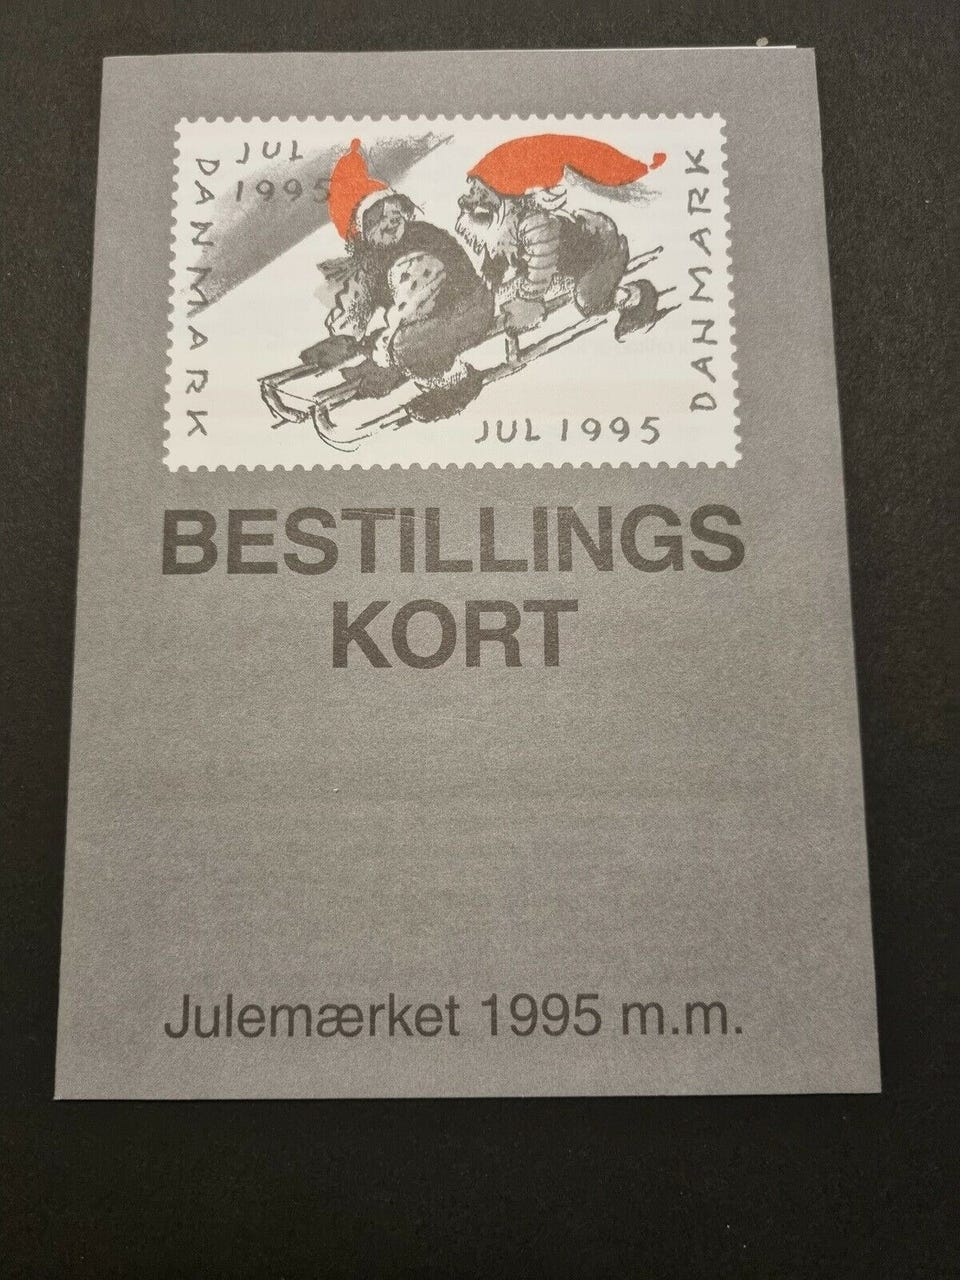 JUL
1995
DANMARK
DANMARK
JUL 1995
BESTILLINGS
KORT
Julemærket 1995 m.m.